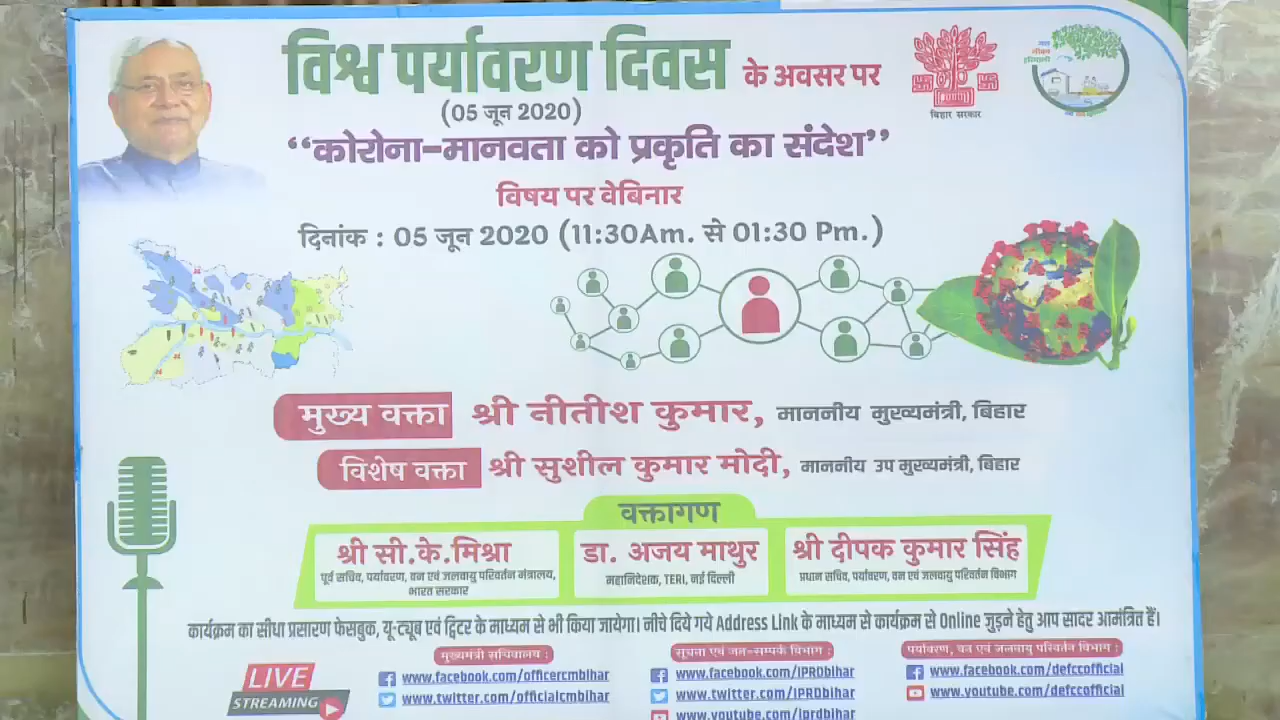 विश्व पर्यावरण दिवस के अवसर पर
(05 जून 2020)
“कोरोना-मानवता को प्रकृति का संदेश”
विषय पर वेबिनार
दिनांक : 05 जून 2020 (11:30Am. से 01:30 Pm.)
बिहार सरकार
जल
जीवन
हरियाली
मुख्य वक्ता श्री नीतीश कुमार, माननीय मुख्यमंत्री, बिहार
विशेष वक्ता श्री सुशील कुमार मोदी, माननीय उप मुख्यमंत्री, बिहार
वक्तागण
श्री सी.के.मिश्रा
पूर्व सचिव, पर्यावरण, वन एवं जलवायु परिवर्तन मंत्रालय,
भारत सरकार
डा. अजय माथुर
महानिदेशक, TERI, नई दिल्ली
श्री दीपक कुमार सिंह
प्रधान सचिव, पर्यावरण, वन एवं जलवायु परिवर्तन विभाग
कार्यक्रम का सीधा प्रसारण फेसबुक, यू-ट्यूब एवं ट्विटर के माध्यम से भी किया जायेगा। नीचे दिये गये Address Link के माध्यम से कार्यक्रम से Online जुड़ने हेतु आप सादर आमंत्रित हैं।
LIVE
STREAMING
मुख्यमंत्री सचिवालय :
www.facebook.com/officercmbihar
www.twitter.com/officialcmbihar
सूचना एवं जन-सम्पर्क विभाग :
www.facebook.com/IPRDbihar
www.twitter.com/IPRDbihar
www.youtube.com/iprdbihar
पर्यावरण, वन एवं जलवायु परिवर्तन विभाग :
www.facebook.com/defccofficial
www.youtube.com/defccofficial